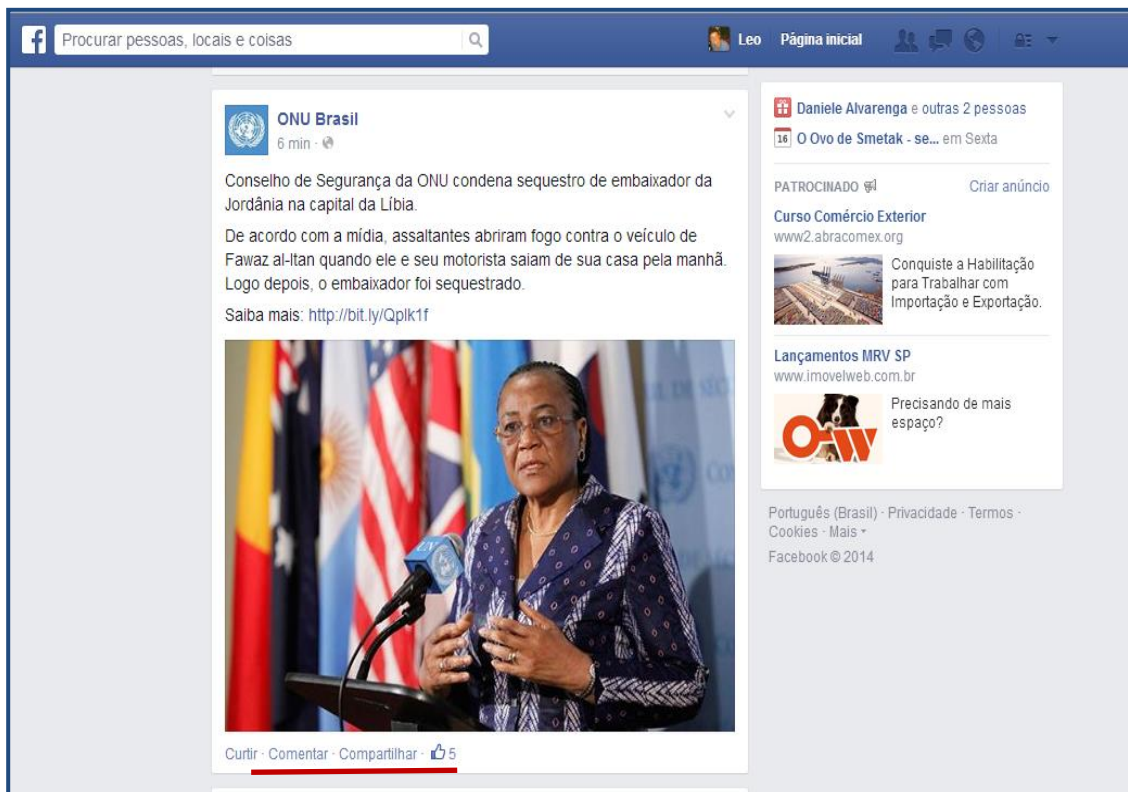 Procurar pessoas, locais e coisas
Leo Página inicial
ONU Brasil
6 min ·
Conselho de Segurança da ONU condena sequestro de embaixador da
Jordânia na capital da Líbia.
De acordo com a mídia, assaltantes abriram fogo contra o veículo de
Fawaz al-Itan quando ele e seu motorista saiam de sua casa pela manhã.
Logo depois, o embaixador foi sequestrado.
Saiba mais: http://bit.ly/Qplk1f
UN
Curtir · Comentar · Compartilhar · 5
Daniele Alvarenga e outras 2 pessoas
16 O Ovo de Smetak - se... em Sexta
PATROCINADO Criar anúncio
Curso Comércio Exterior
www2.abracomex.org
Conquiste a Habilitação
para Trabalhar com
Importação e Exportação.
Lançamentos MRV SP
www.imovelweb.com.br
Precisando de mais
espaço?
Português (Brasil) · Privacidade · Termos ·
Cookies · Mais
Facebook © 2014